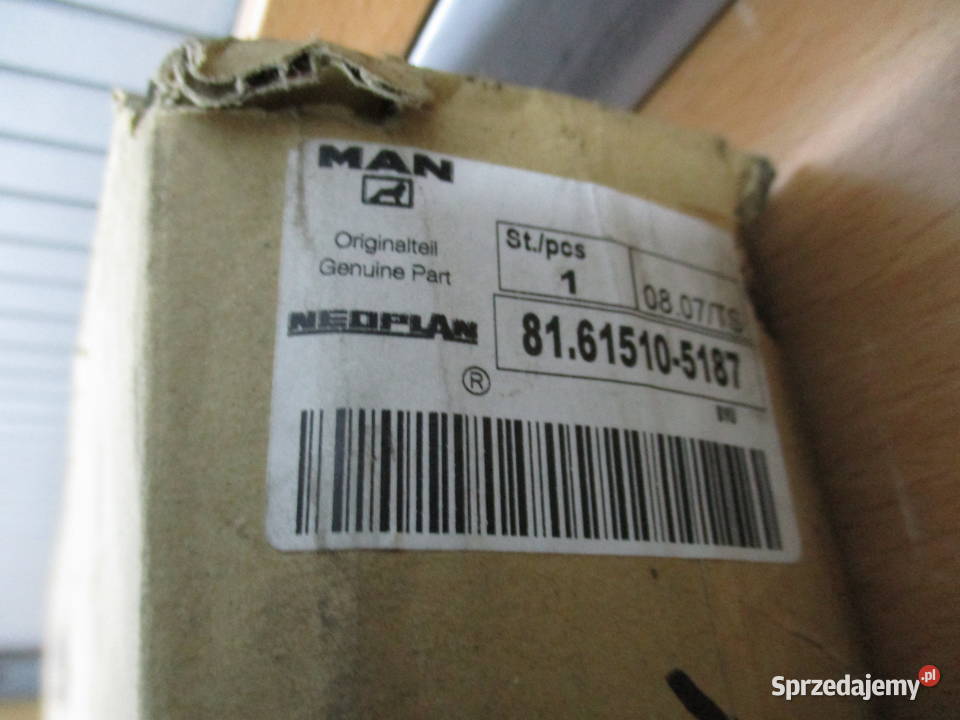 MAN
Originalteil
Genuine Part
NEOPLAN
®
St./pcs
1
08.07/TS
81.61510-5187
Sprzedajemy.pl